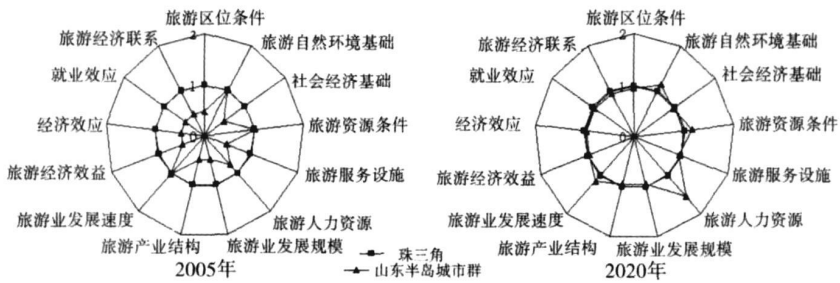 旅游区位条件
旅游自然环境基础
社会经济基础
旅游资源条件
旅游服务设施
旅游人力资源
旅游业发展规模
旅游产业结构
旅游业发展速度
旅游经济效益
经济效应
就业效应
旅游经济联系
1
0
2005年
旅游区位条件
旅游自然环境基础
社会经济基础
旅游资源条件
旅游服务设施
旅游人力资源
旅游业发展规模
旅游产业结构
旅游业发展速度
旅游经济效益
经济效应
就业效应
旅游经济联系
2
1
0
2020年
珠三角
山东半岛城市群